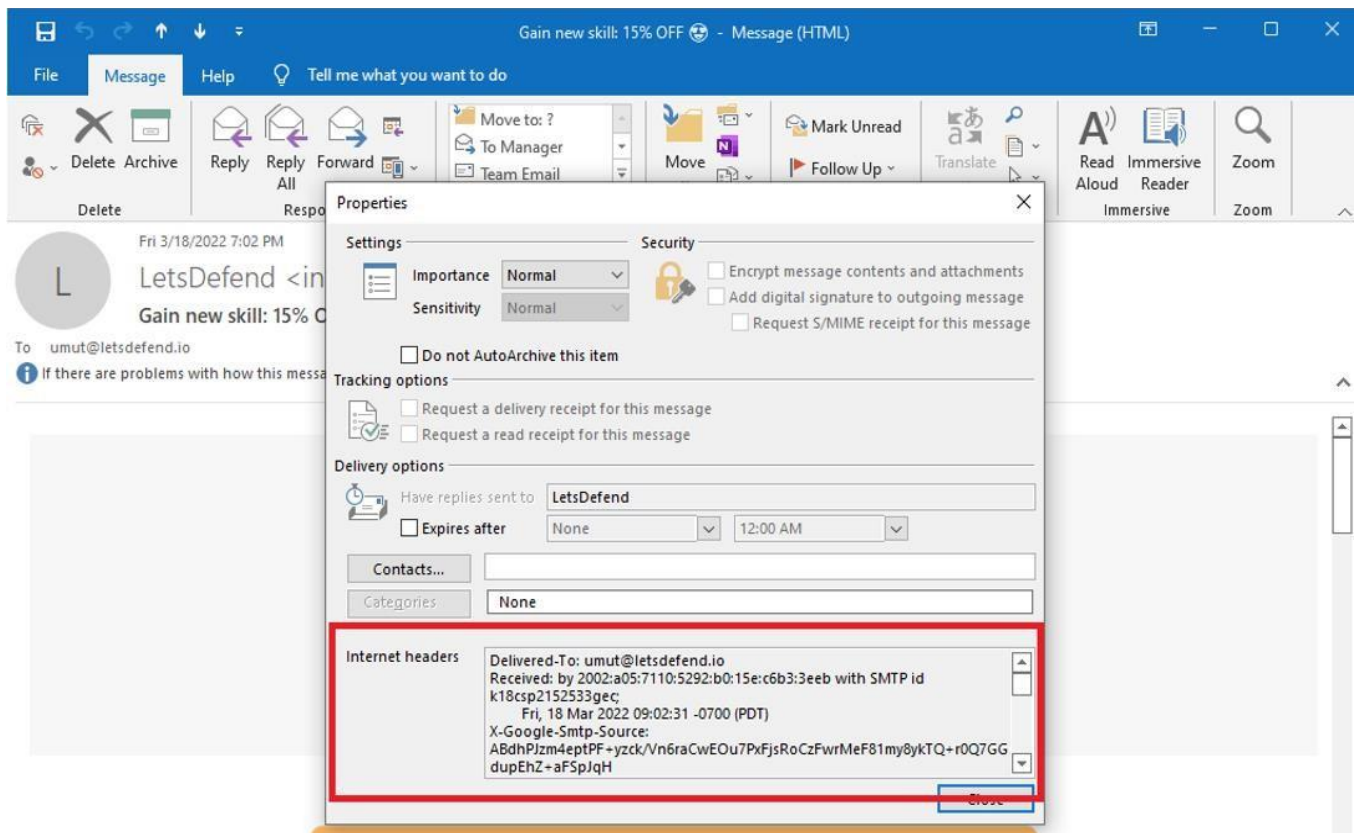 Gain new skill: 15% OFF 🤓 - Message (HTML)
File Message Help Tell me what you want to do
Move to: ?
To Manager
Team Email
Mark Unread
Follow Up
Delete Archive Reply Reply All Forward Move Translate Read Aloud Immersive Reader Zoom
Delete Respo Immersive Zoom
Properties
Fri 3/18/2022 7:02 PM
L
LetsDefend <in
Gain new skill: 15% O
To umut@letsdefend.io
If there are problems with how this messa
Settings Security
Importance Normal
Sensitivity Normal
Encrypt message contents and attachments
Add digital signature to outgoing message
Request S/MIME receipt for this message
Do not AutoArchive this item
Tracking options
Request a delivery receipt for this message
Request a read receipt for this message
Delivery options
Have replies sent to LetsDefend
Expires after None 12:00 AM
Contacts...
Categories None
Internet headers
Delivered-To: umut@letsdefend.io
Received: by 2002:a05:7110:5292:b0:15e:c6b3:3eeb with SMTP id
k18csp2152533gec;
Fri, 18 Mar 2022 09:02:31 -0700 (PDT)
X-Google-Smtp-Source:
ABdhPJzm4eptPF+yzck/Vn6raCwEOu7PxFjsRoCzFwrMeF81my8ykTQ+r0Q7GG
dupEhZ+aFSpJqH
Close